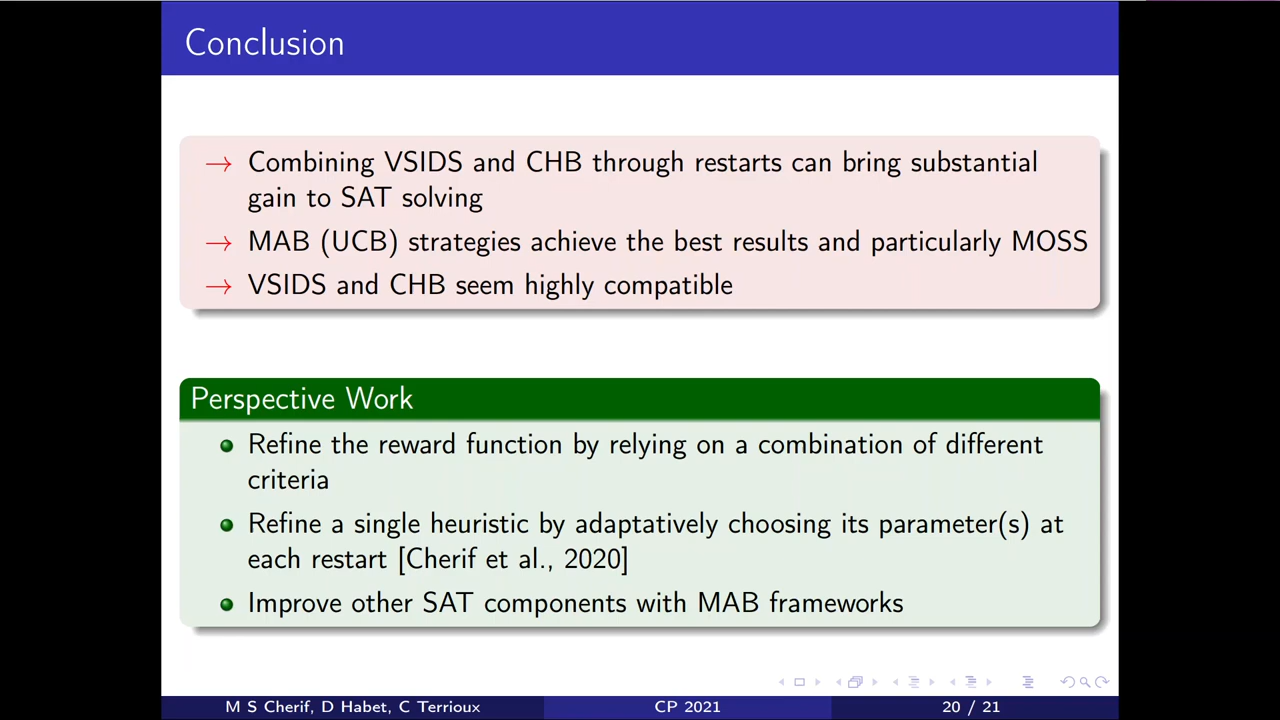 Conclusion
→ Combining VSIDS and CHB through restarts can bring substantial
gain to SAT solving
→ MAB (UCB) strategies achieve the best results and particularly MOSS
→ VSIDS and CHB seem highly compatible
Perspective Work
Refine the reward function by relying on a combination of different
criteria
Refine a single heuristic by adaptatively choosing its parameter(s) at
each restart [Cherif et al., 2020]
Improve other SAT components with MAB frameworks
M S Cherif, D Habet, C Terrioux CP 2021 20 / 21